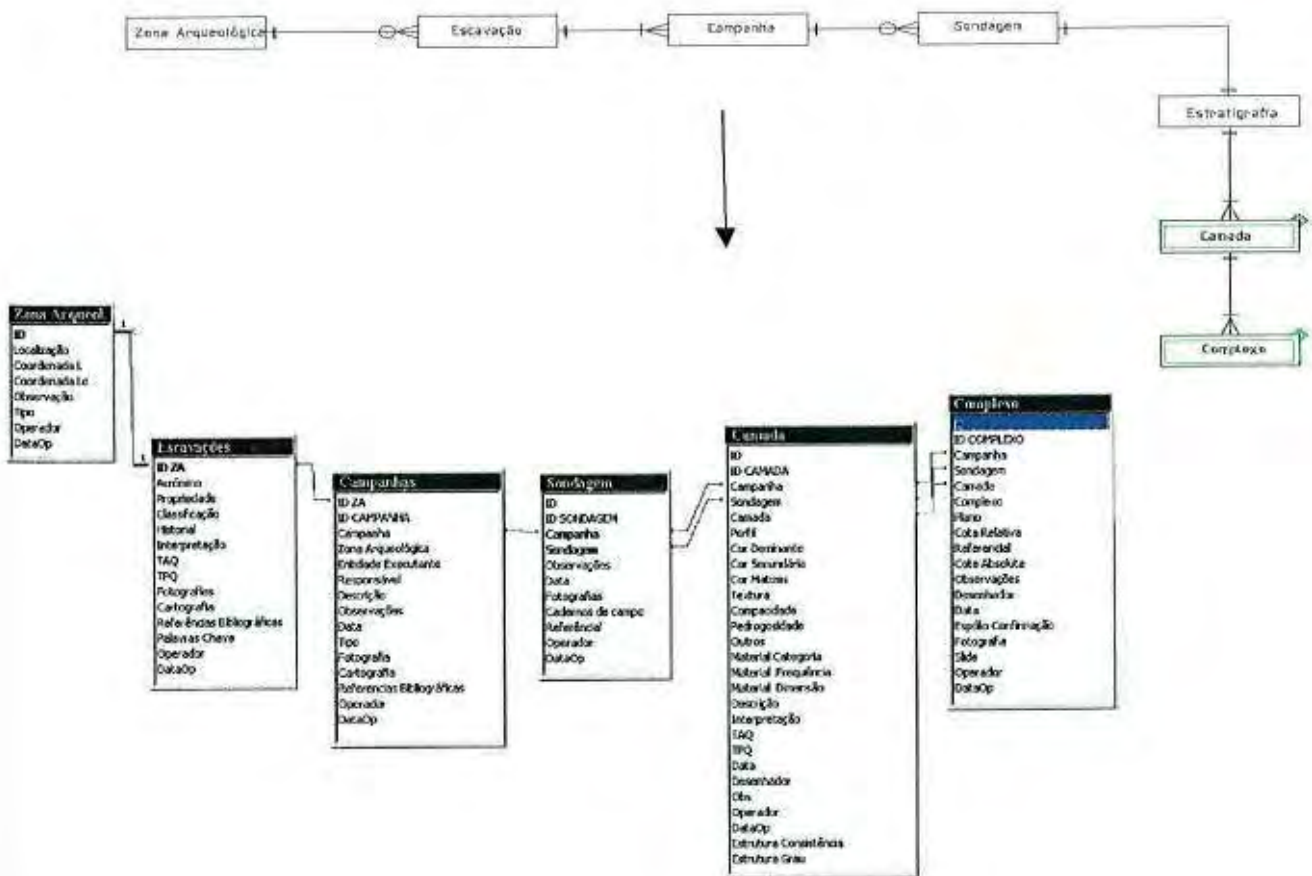 Zona Arqueológica
Escavação
Campanha
Sondagem
Estratigrafia
Camada
Complexo
Zona Arqueol.
ID
Localização
Coordenada L
Coordenada Lo
Observação
Tipo
Operador
DataOp
1
1
Escavações
ID ZA
Acrónimo
Propriedade
Classificação
Historial
Interpretação
TAQ
TPQ
Fotografias
Cartografia
Referências Bibliográficas
Palavras Chave
Operador
DataOp
Campanhas
ID ZA
ID CAMPANHA
Campanha
Zona Arqueológica
Entidade Executante
Responsável
Descrição
Observações
Data
Tipo
Fotografia
Cartografia
Referencias Bibliográficas
Operador
DataOp
Sondagem
ID
ID SONDAGEM
Campanha
Sondagem
Observações
Data
Fotografias
Cadernos de campo
Referêncial
Operador
DataOp
Camada
ID
ID CAMADA
Campanha
Sondagem
Camada
Perfil
Cor Dominante
Cor Secundária
Cor Matizes
Textura
Compacidade
Pedrogosidade
Outros
Material Categoria
Material Frequência
Material Dimensão
Descrição
Interpretação
TAQ
TPQ
Data
Desenhador
Obs
Operador
DataOp
Estrutura Consistência
Estrutura Grau
Complexo
ID COMPLEXO
Campanha
Sondagem
Camada
Complexo
Plano
Cota Relativa
Referencial
Cota Absoluta
Observações
Desenhador
Data
Espólio Confirmação
Fotografia
Slide
Operador
DataOp